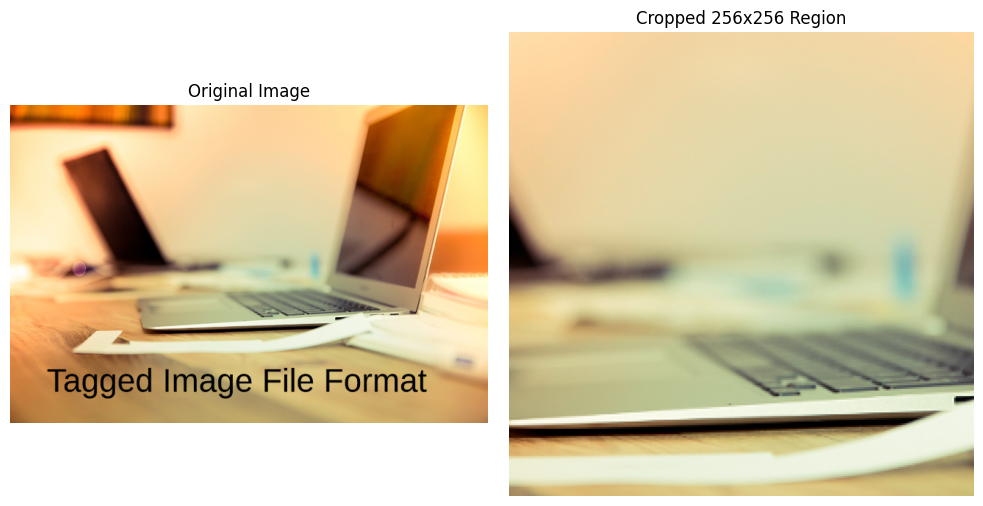 Original Image
Tagged Image File Format
Cropped 256x256 Region